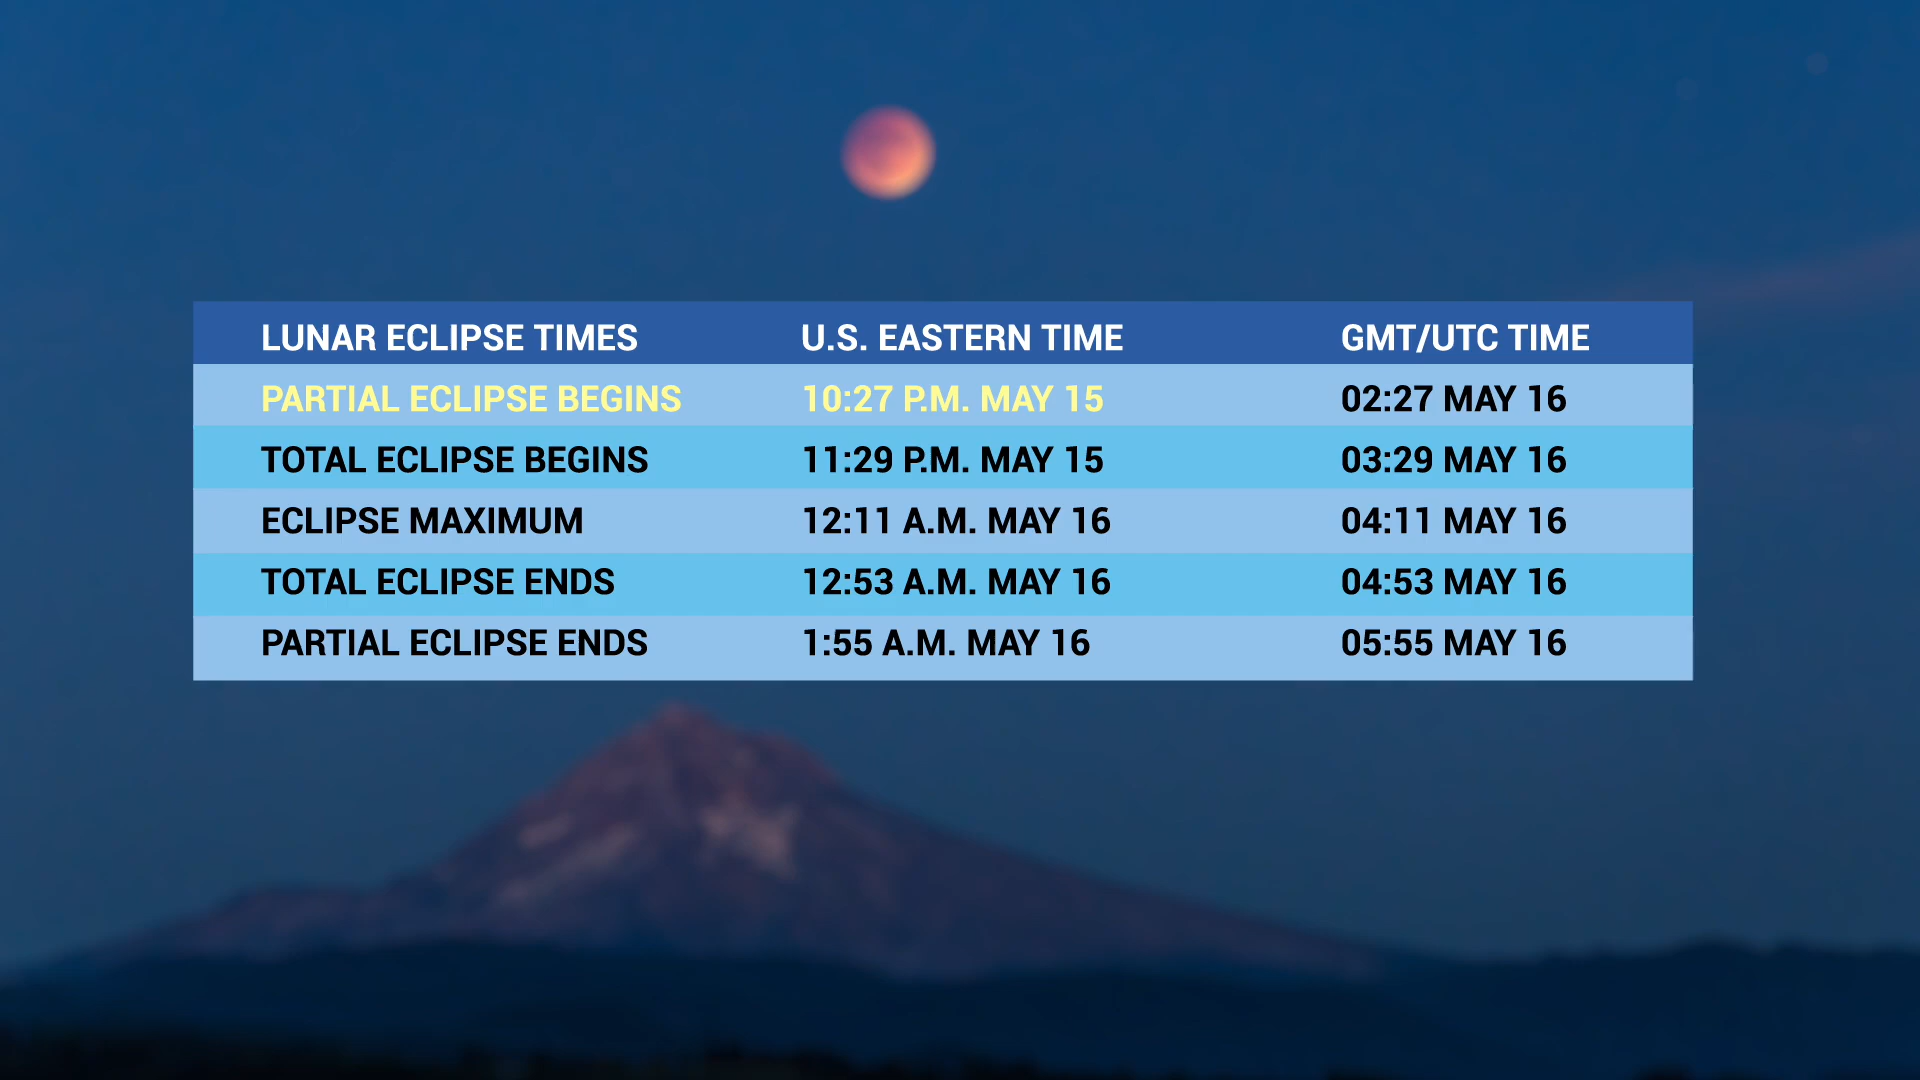 LUNAR ECLIPSE TIMES U.S. EASTERN TIME GMT/UTC TIME
PARTIAL ECLIPSE BEGINS 10:27 P.M. MAY 15 02:27 MAY 16
TOTAL ECLIPSE BEGINS 11:29 P.M. MAY 15 03:29 MAY 16
ECLIPSE MAXIMUM 12:11 A.M. MAY 16 04:11 MAY 16
TOTAL ECLIPSE ENDS 12:53 A.M. MAY 16 04:53 MAY 16
PARTIAL ECLIPSE ENDS 1:55 A.M. MAY 16 05:55 MAY 16